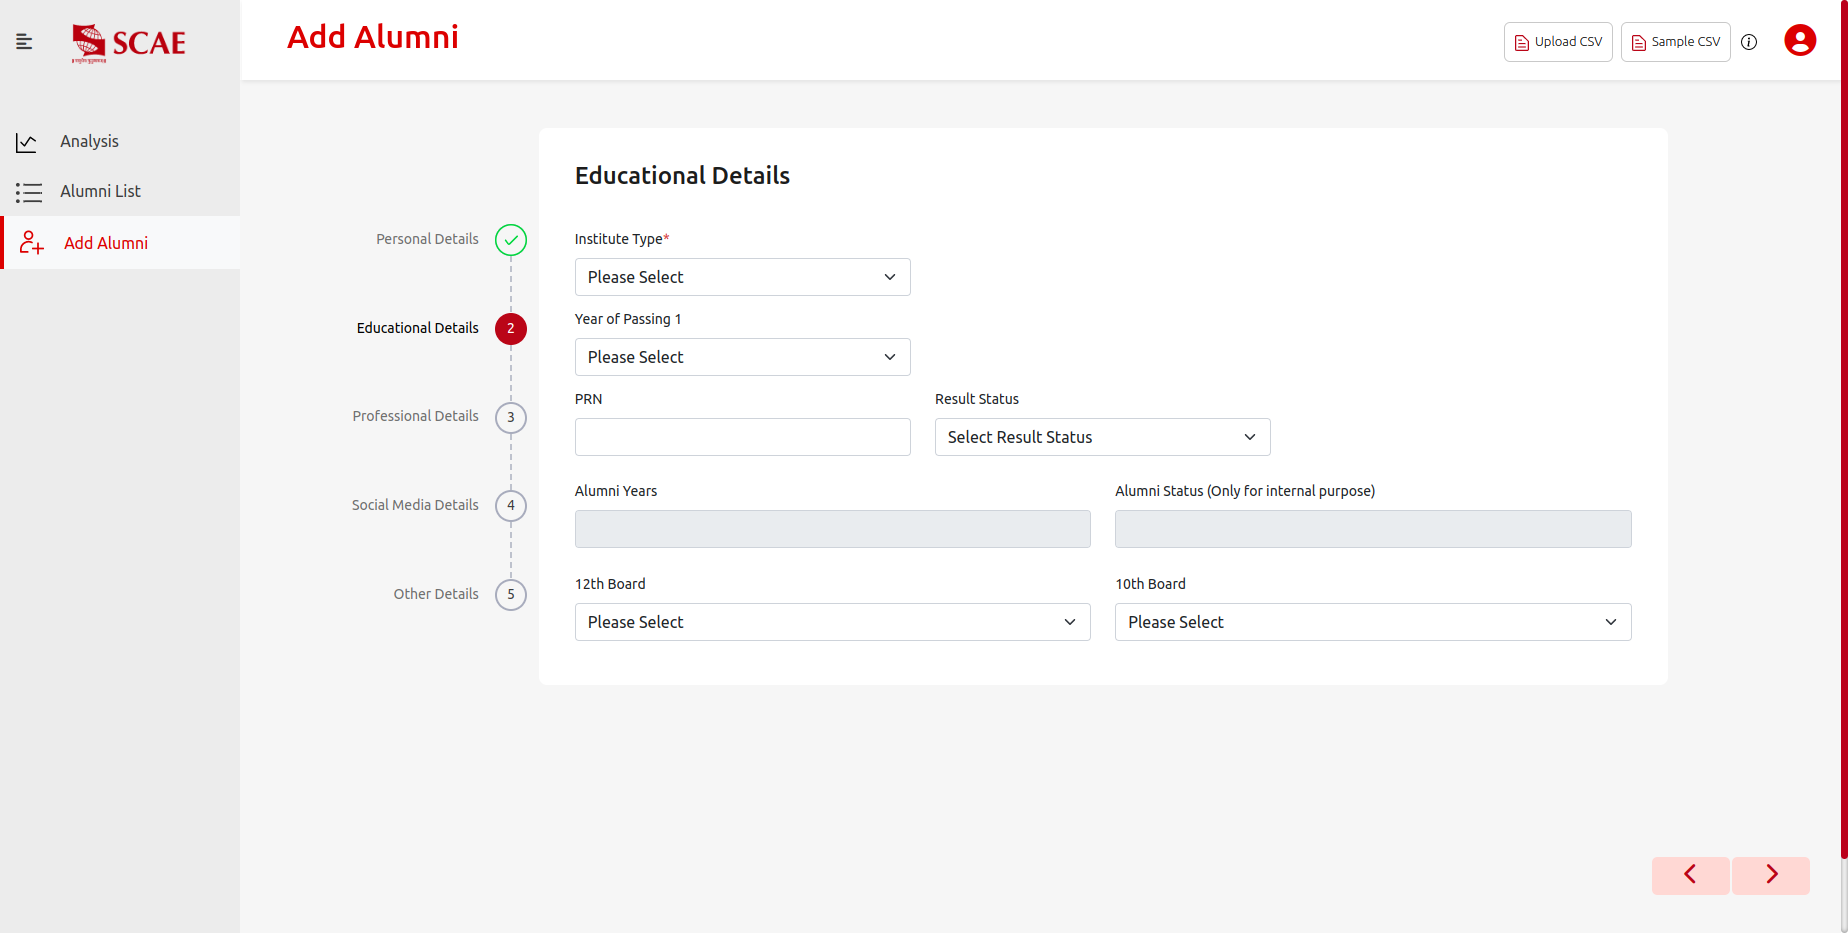 SCAE
Add Alumni
Upload CSV
Sample CSV
Analysis
Alumni List
Add Alumni
Personal Details
Educational Details
2
Professional Details
3
Social Media Details
4
Other Details
5
Educational Details
Institute Type*
Please Select
Year of Passing 1
Please Select
PRN
Result Status
Select Result Status
Alumni Years
Alumni Status (Only for internal purpose)
12th Board
10th Board
Please Select
Please Select